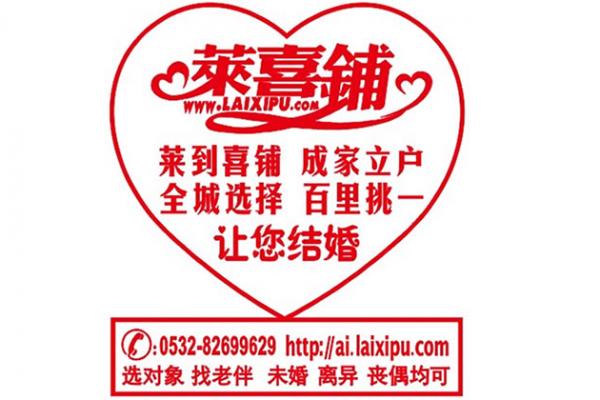 萊喜鋪
WWW.LAIXIPU.COM
莱到喜铺 成家立户
全城选择 百里挑一
让您结婚
:0532-82699629 http://ai.laixipu.com
选对象 找老伴 未婚 离异 丧偶均可